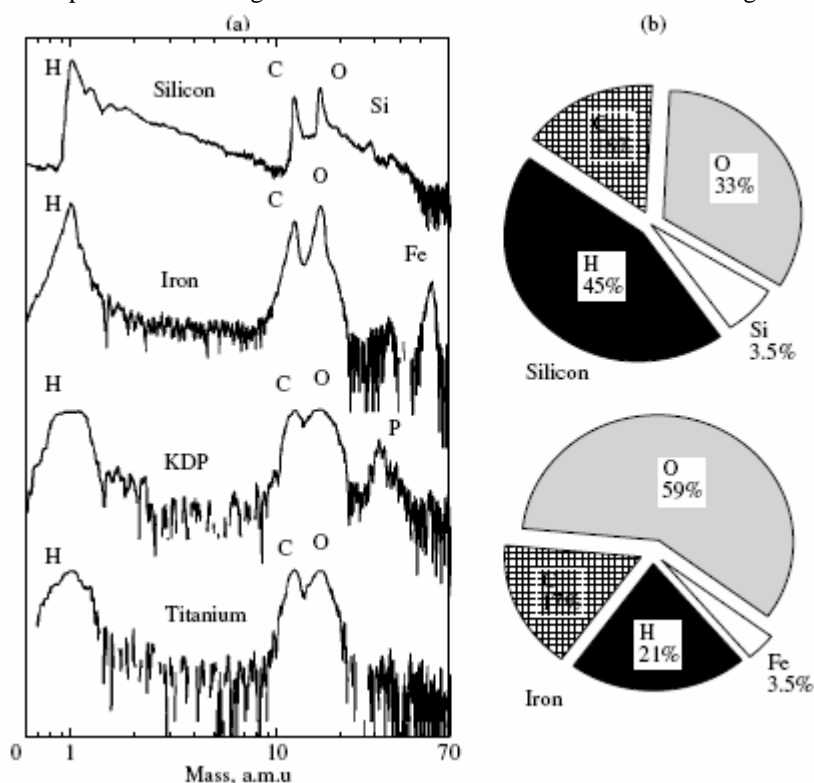 (a)
H
Silicon
C
O
Si
H
Iron
C
O
Fe
H
KDP
C
O
P
H
Titanium
C
O
0 1 10 70
Mass, a.m.u
(b)
O
33%
H
45%
Si
3.5%
Silicon
O
59%
H
21%
Fe
3.5%
Iron